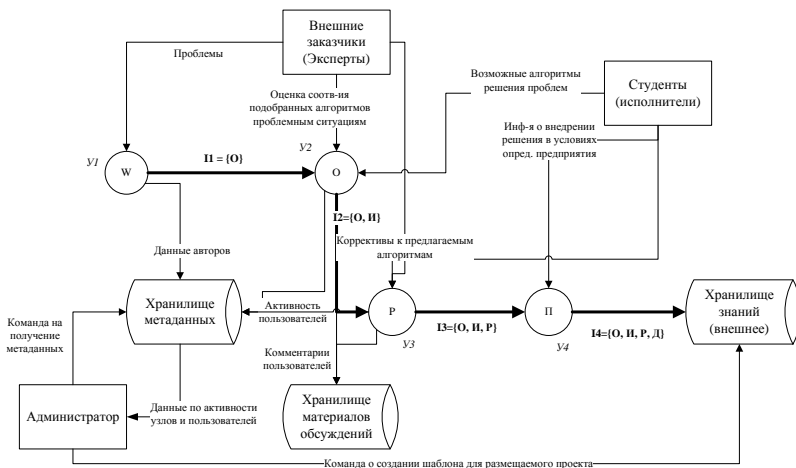 Внешние
заказчики
(Эксперты)
Проблемы
Возможные алгоритмы
решения проблем
Студенты
(исполнители)
Оценка соотв-ия
подобранных алгоритмов
проблемным ситуациям
Инф-я о внедрении
решения в условиях
опред. предприятия
У1
W
I1 = {О}
У2
О
I2={О, И}
Данные авторов
Коррективы к предлагаемым
алгоритмам
Хранилище
метаданных
Активность
пользователей
Р
У3
I3={О, И, Р}
П
У4
I4={О, И, Р, Д}
Хранилище
знаний
(внешнее)
Команда на
получение
метаданных
Комментарии
пользователей
Администратор
Данные по активности
узлов и пользователей
Хранилище
материалов
обсуждений
Команда о создании шаблона для размещаемого проекта